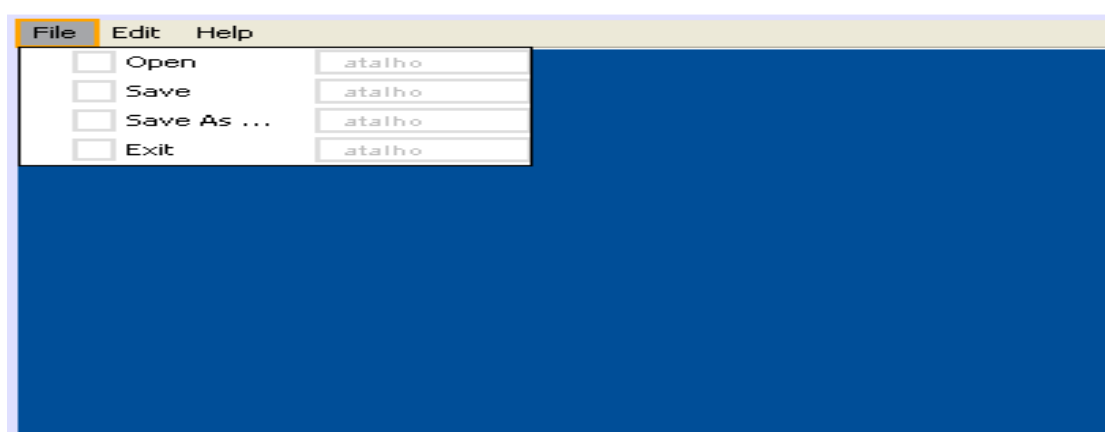 File Edit Help
Open atalho
Save atalho
Save As ... atalho
Exit atalho